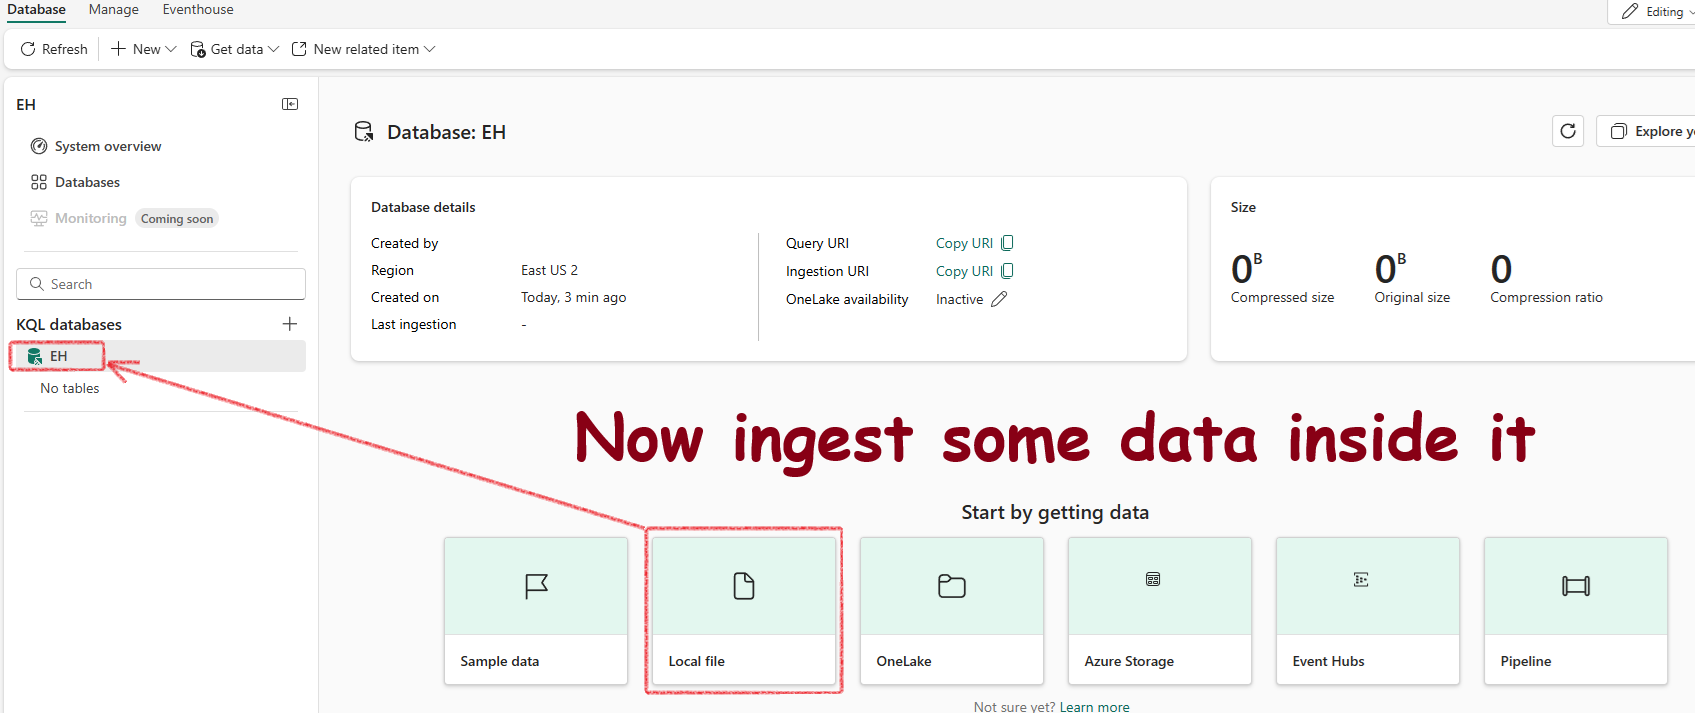 Database Manage Eventhouse
Editing
Refresh New Get data New related item
EH
System overview
Databases
Monitoring Coming soon
Search
KQL databases
EH
No tables
Database: EH
Explore y
Database details
Created by
Region East US 2
Created on Today, 3 min ago
Last ingestion -
Query URI Copy URI
Ingestion URI Copy URI
OneLake availability Inactive
Size
0 B 0 B 0
Compressed size Original size Compression ratio
Now ingest some data inside it
Start by getting data
Sample data Local file OneLake Azure Storage Event Hubs Pipeline
Not sure yet? Learn more